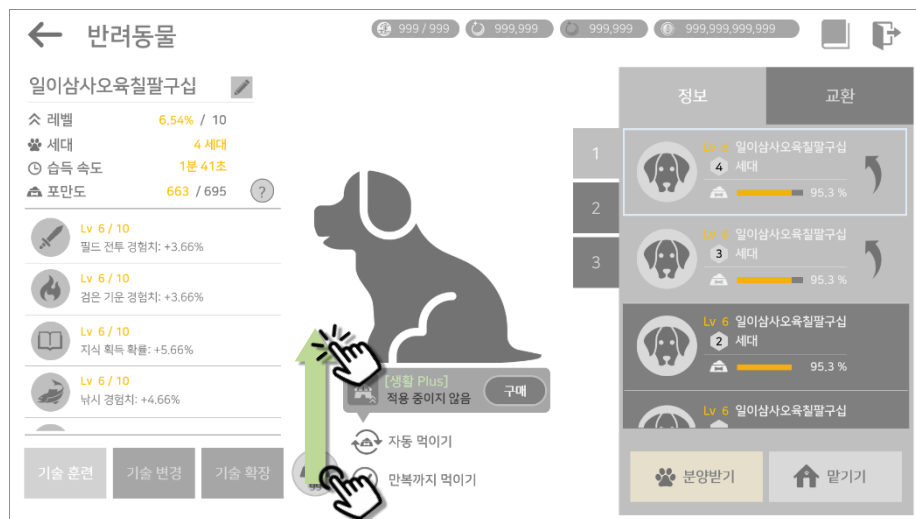 반려동물
999 / 999
999,999
999,999
999,999,999,999
일이삼사오육칠팔구십
레벨 6,54% / 10
세대 4 세대
습득 속도 1분 41초
포만도 663 / 695 ?
Lv 6 / 10
필드 전투 경험치: +3.66%
Lv 6 / 10
검은 기운 경험치: +3.66%
Lv 6 / 10
지식 획득 확률: +5.66%
Lv 6 / 10
낚시 경험치: +4.66%
기술 훈련
기술 변경
기술 확장
[생활 Plus]
적용 중이지 않음
구매
자동 먹이기
만복까지 먹이기
99
1
2
3
정보
교환
Lv 6 일이삼사오육칠팔구십
4 세대
95,3 %
Lv 6 일이삼사오육칠팔구십
3 세대
95,3 %
Lv 6 일이삼사오육칠팔구십
2 세대
95,3 %
Lv 6 일이삼사오육칠팔구십
분양받기
맡기기